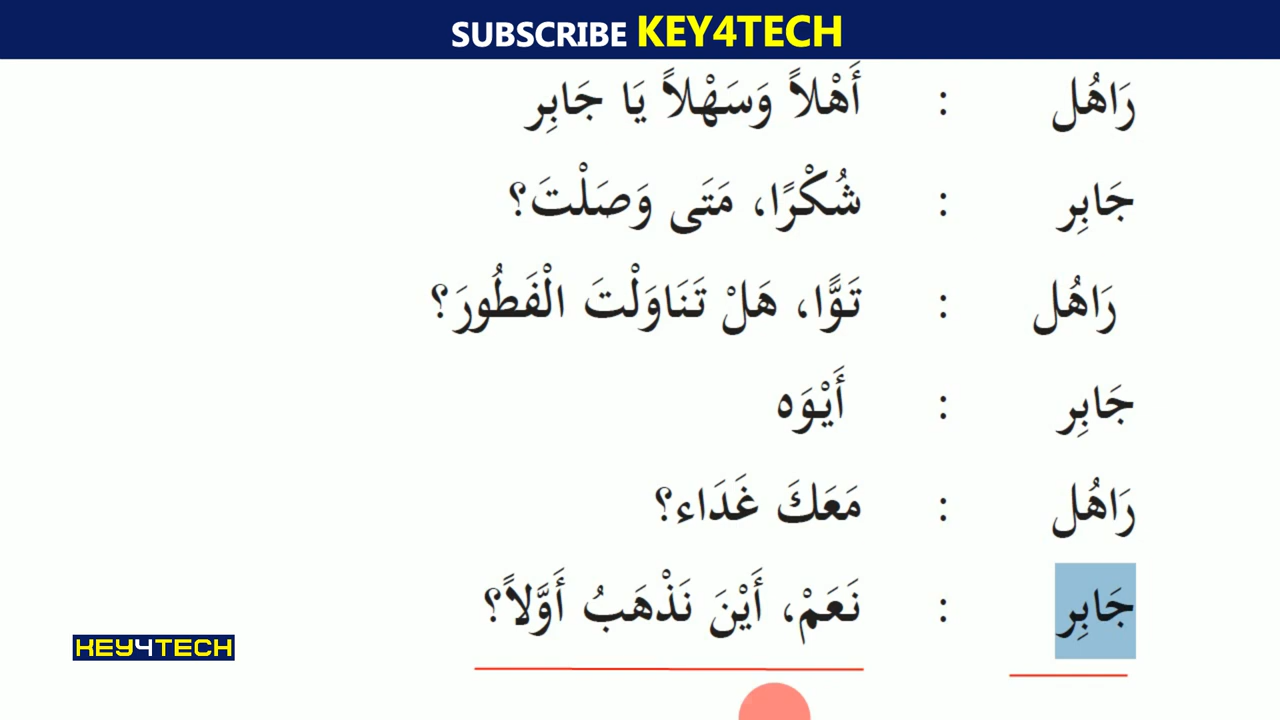 SUBSCRIBE KEY4TECH
رَاهُل : أَهْلاً وَسَهْلاً يَا جَابِر
جَابِر : شُكْرًا، مَتَى وَصَلْتَ؟
رَاهُل : تَوًّا، هَلْ تَنَاوَلْتَ الْفَطُورَ؟
جَابِر : أَيْوَه
رَاهُل : مَعَكَ غَدَاء؟
جَابِر : نَعَمْ، أَيْنَ نَذْهَبُ أَوَّلاً؟
KEY4TECH